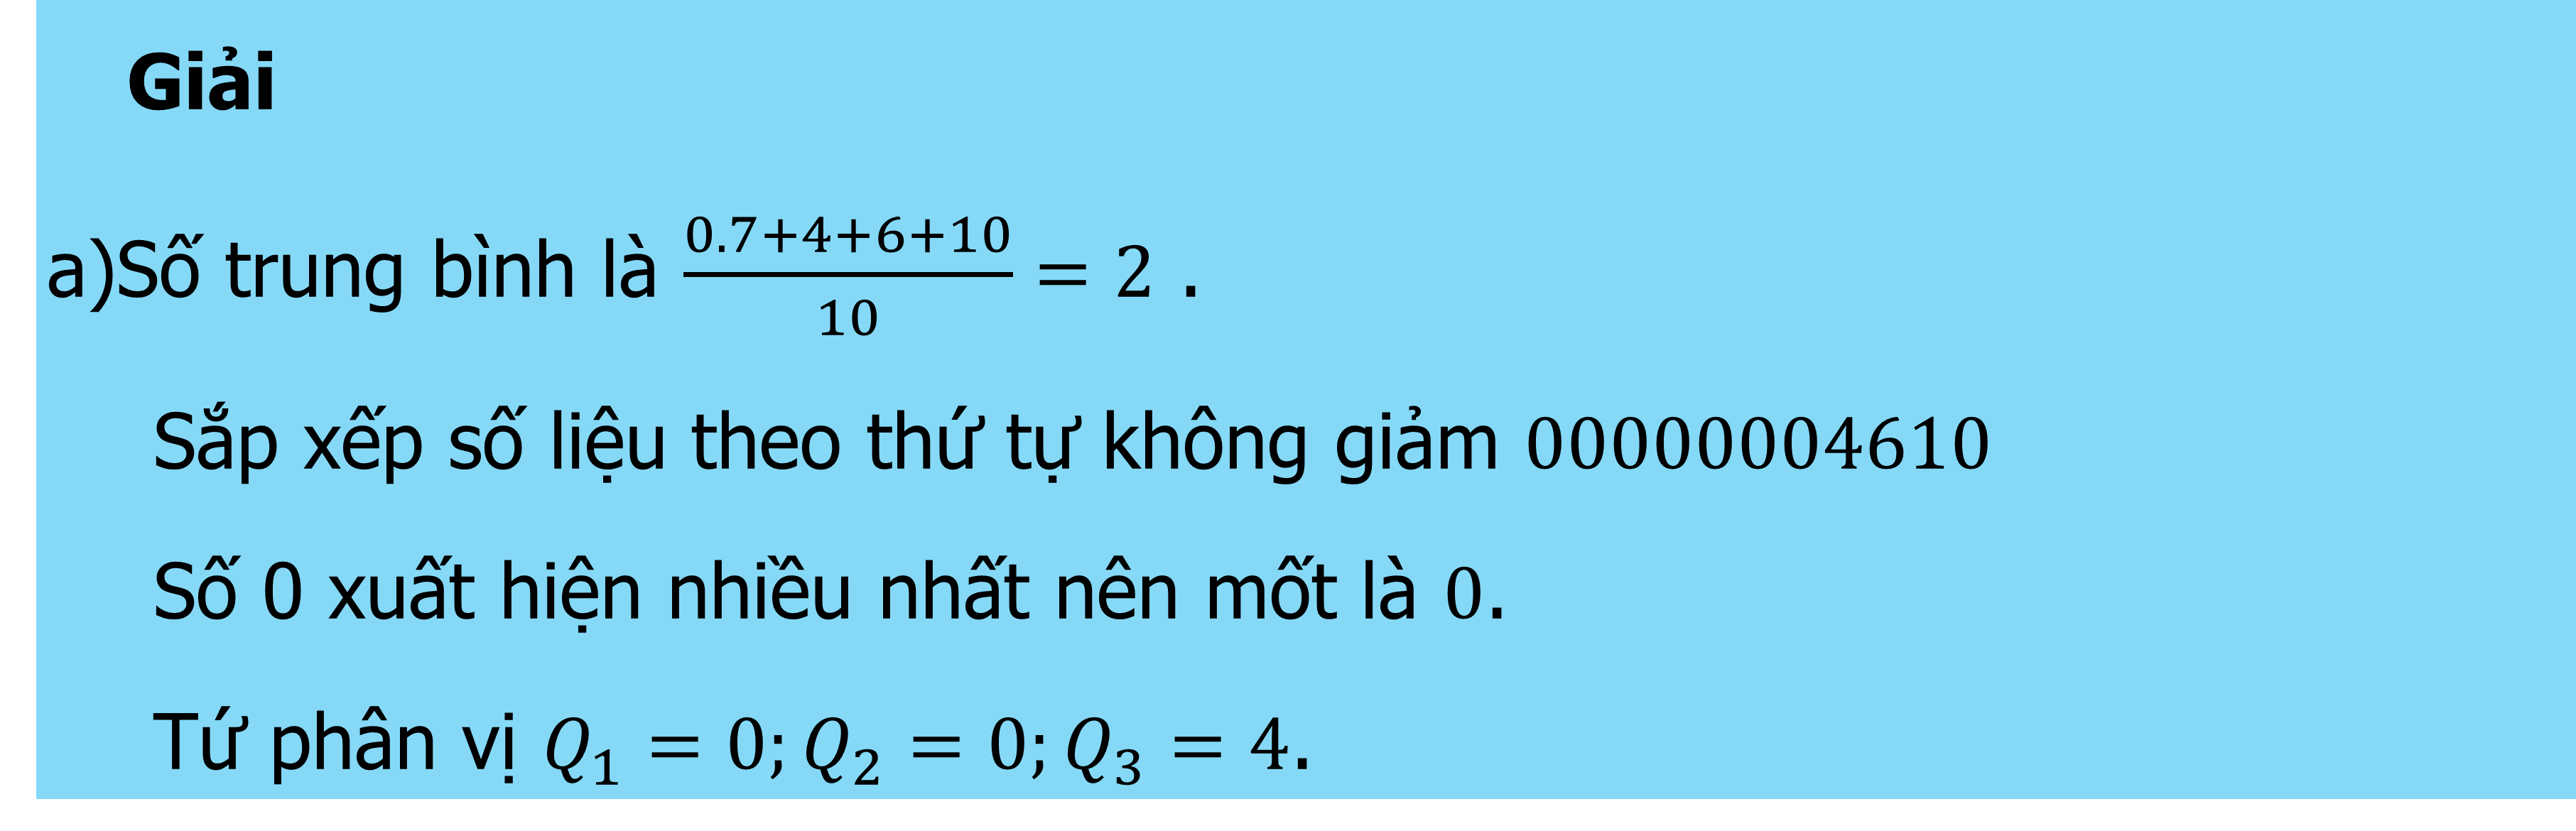 Giải
a)Số trung bình là \frac{0.7+4+6+10}{10} = 2 .
Sắp xếp số liệu theo thứ tự không giảm 00000004610
Số 0 xuất hiện nhiều nhất nên mốt là 0.
Tứ phân vị Q₁ = 0; Q₂ = 0; Q₃ = 4.